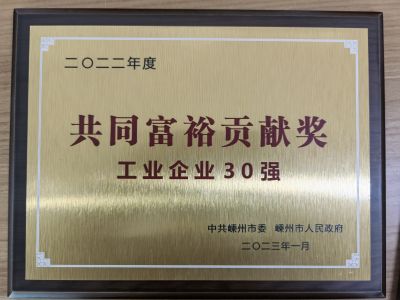 二〇二二年度
共同富裕贡献奖
工业企业30强
中共嵊州市委 嵊州市人民政府
二〇二三年一月